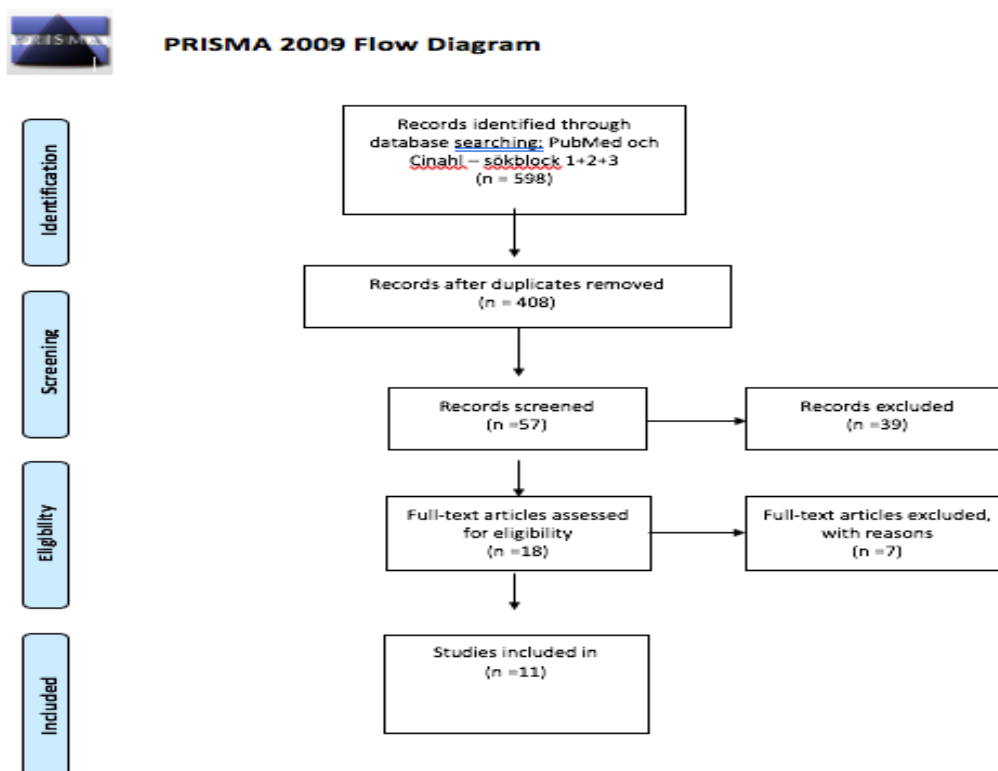 PRISMA
PRISMA 2009 Flow Diagram
Identification
Records identified through
database searching: PubMed och
Cinahl – sökblock 1+2+3
(n = 598)
Records after duplicates removed
(n = 408)
Screening
Records screened
(n =57)
Records excluded
(n =39)
Eligibility
Full-text articles assessed
for eligibility
(n =18)
Full-text articles excluded,
with reasons
(n =7)
Included
Studies included in
(n =11)